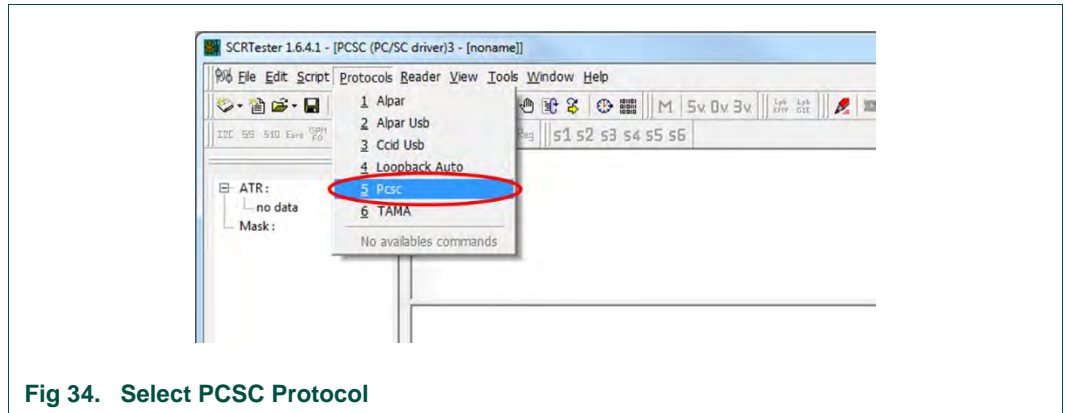 SCRTester 1.6.4.1 - [PCSC (PC/SC driver)3 - [noname]]
File Edit Script Protocols Reader View Tools Window Help
M 5v 0v 3v
S1 S2 S3 S4 S5 S6
1 Alpar
2 Alpar Usb
3 Ccid Usb
4 Loopback Auto
5 Pcsc
6 TAMA
No availables commands
ATR :
no data
Mask :
Fig 34. Select PCSC Protocol